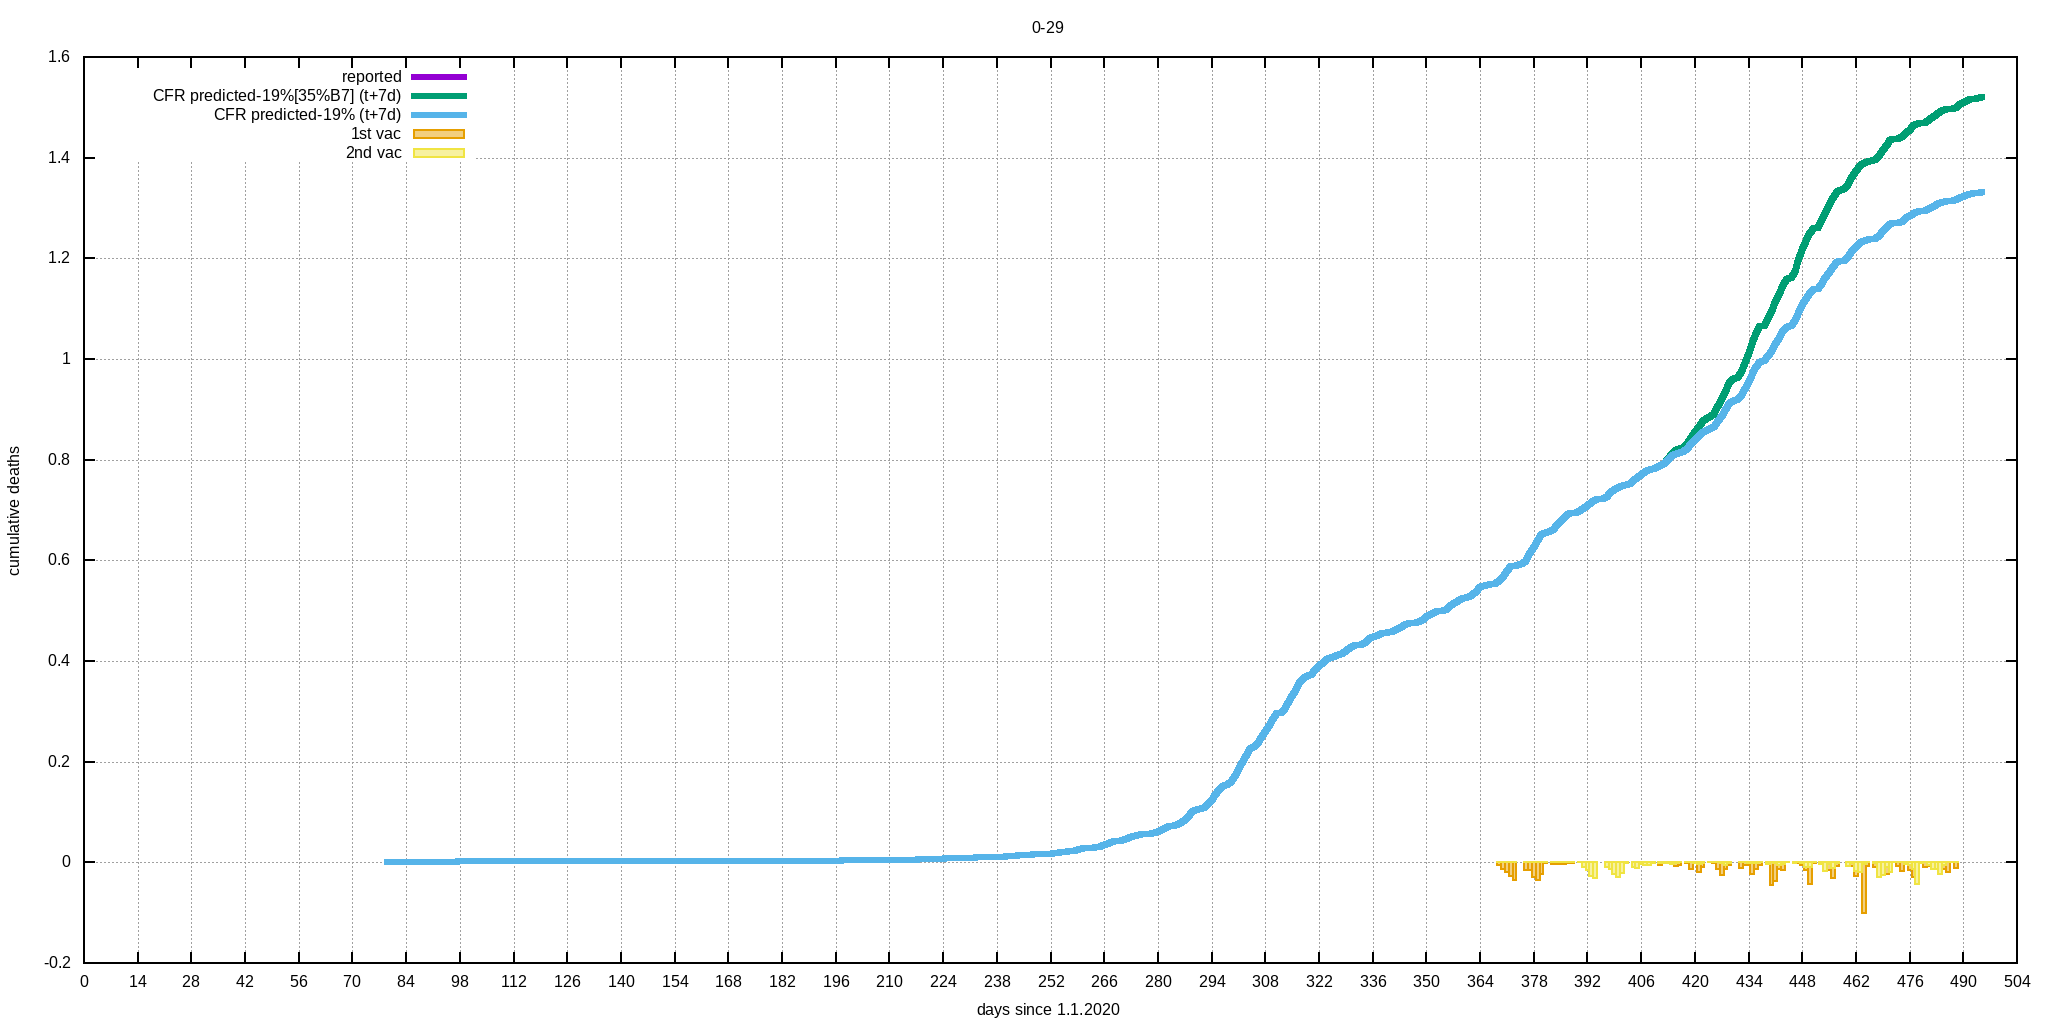 0-29
reported
CFR predicted-19%[35%B7] (t+7d)
CFR predicted-19% (t+7d)
1st vac
2nd vac
1.6
1.4
1.2
1
0.8
0.6
0.4
0.2
0
-0.2
cumulative deaths
0 14 28 42 56 70 84 98 112 126 140 154 168 182 196 210 224 238 252 266 280 294 308 322 336 350 364 378 392 406 420 434 448 462 476 490 504
days since 1.1.2020